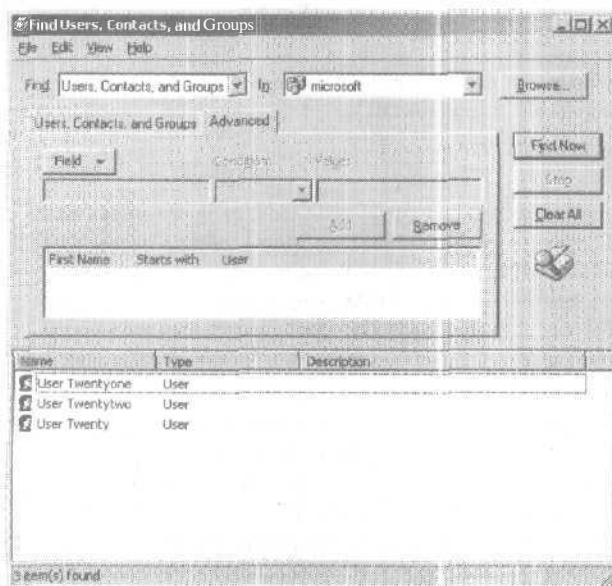 Find Users, Contacts, and Groups
File Edit View Help
Find: Users, Contacts, and Groups In: microsoft Browse...
Users, Contacts, and Groups Advanced
Field Condition: Value:
Find Now
Stop
Clear All
Add Remove
First Name Starts with User
Name Type Description
User Twentyone User
User Twentytwo User
User Twenty User
3 item(s) found